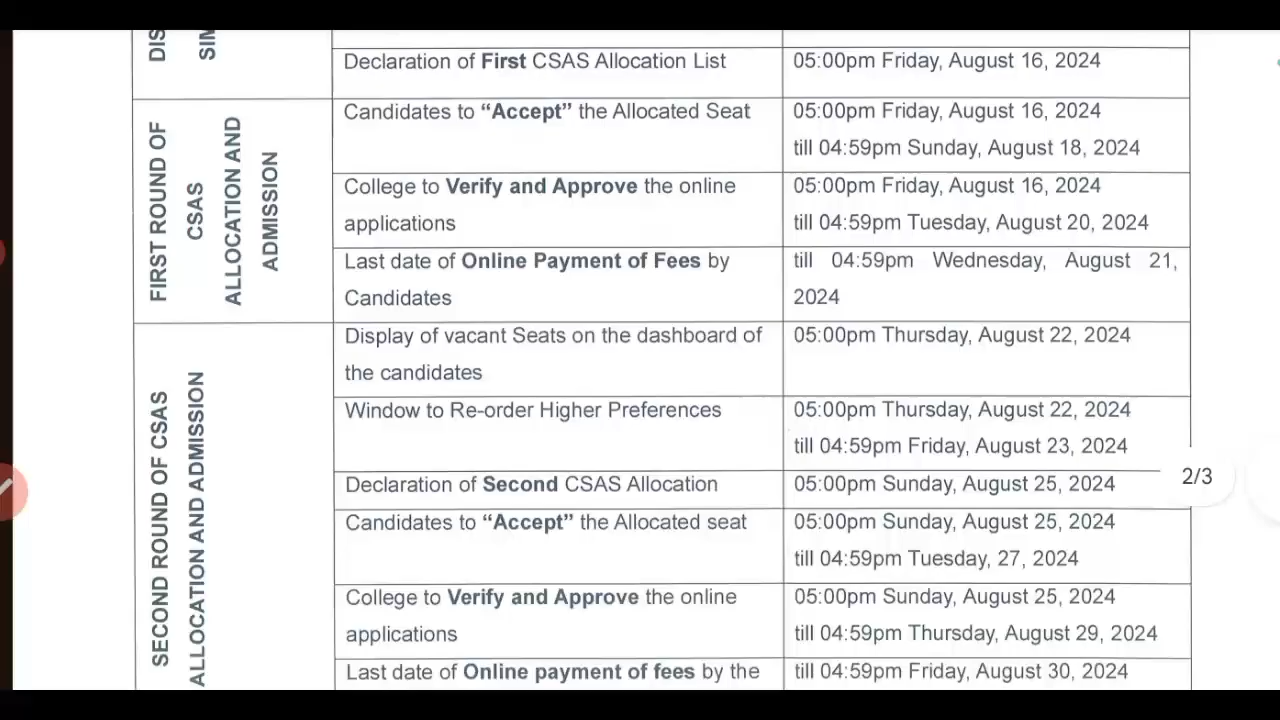 DIS
SIM
Declaration of First CSAS Allocation List
05:00pm Friday, August 16, 2024
FIRST ROUND OF
CSAS
ALLOCATION AND
ADMISSION
Candidates to “Accept” the Allocated Seat
05:00pm Friday, August 16, 2024
till 04:59pm Sunday, August 18, 2024
College to Verify and Approve the online
applications
05:00pm Friday, August 16, 2024
till 04:59pm Tuesday, August 20, 2024
Last date of Online Payment of Fees by
Candidates
till 04:59pm Wednesday, August 21,
2024
SECOND ROUND OF CSAS
ALLOCATION AND ADMISSION
Display of vacant Seats on the dashboard of
the candidates
05:00pm Thursday, August 22, 2024
Window to Re-order Higher Preferences
05:00pm Thursday, August 22, 2024
till 04:59pm Friday, August 23, 2024
Declaration of Second CSAS Allocation
05:00pm Sunday, August 25, 2024
Candidates to “Accept” the Allocated seat
05:00pm Sunday, August 25, 2024
till 04:59pm Tuesday, 27, 2024
College to Verify and Approve the online
applications
05:00pm Sunday, August 25, 2024
till 04:59pm Thursday, August 29, 2024
Last date of Online payment of fees by the
till 04:59pm Friday, August 30, 2024
2/3